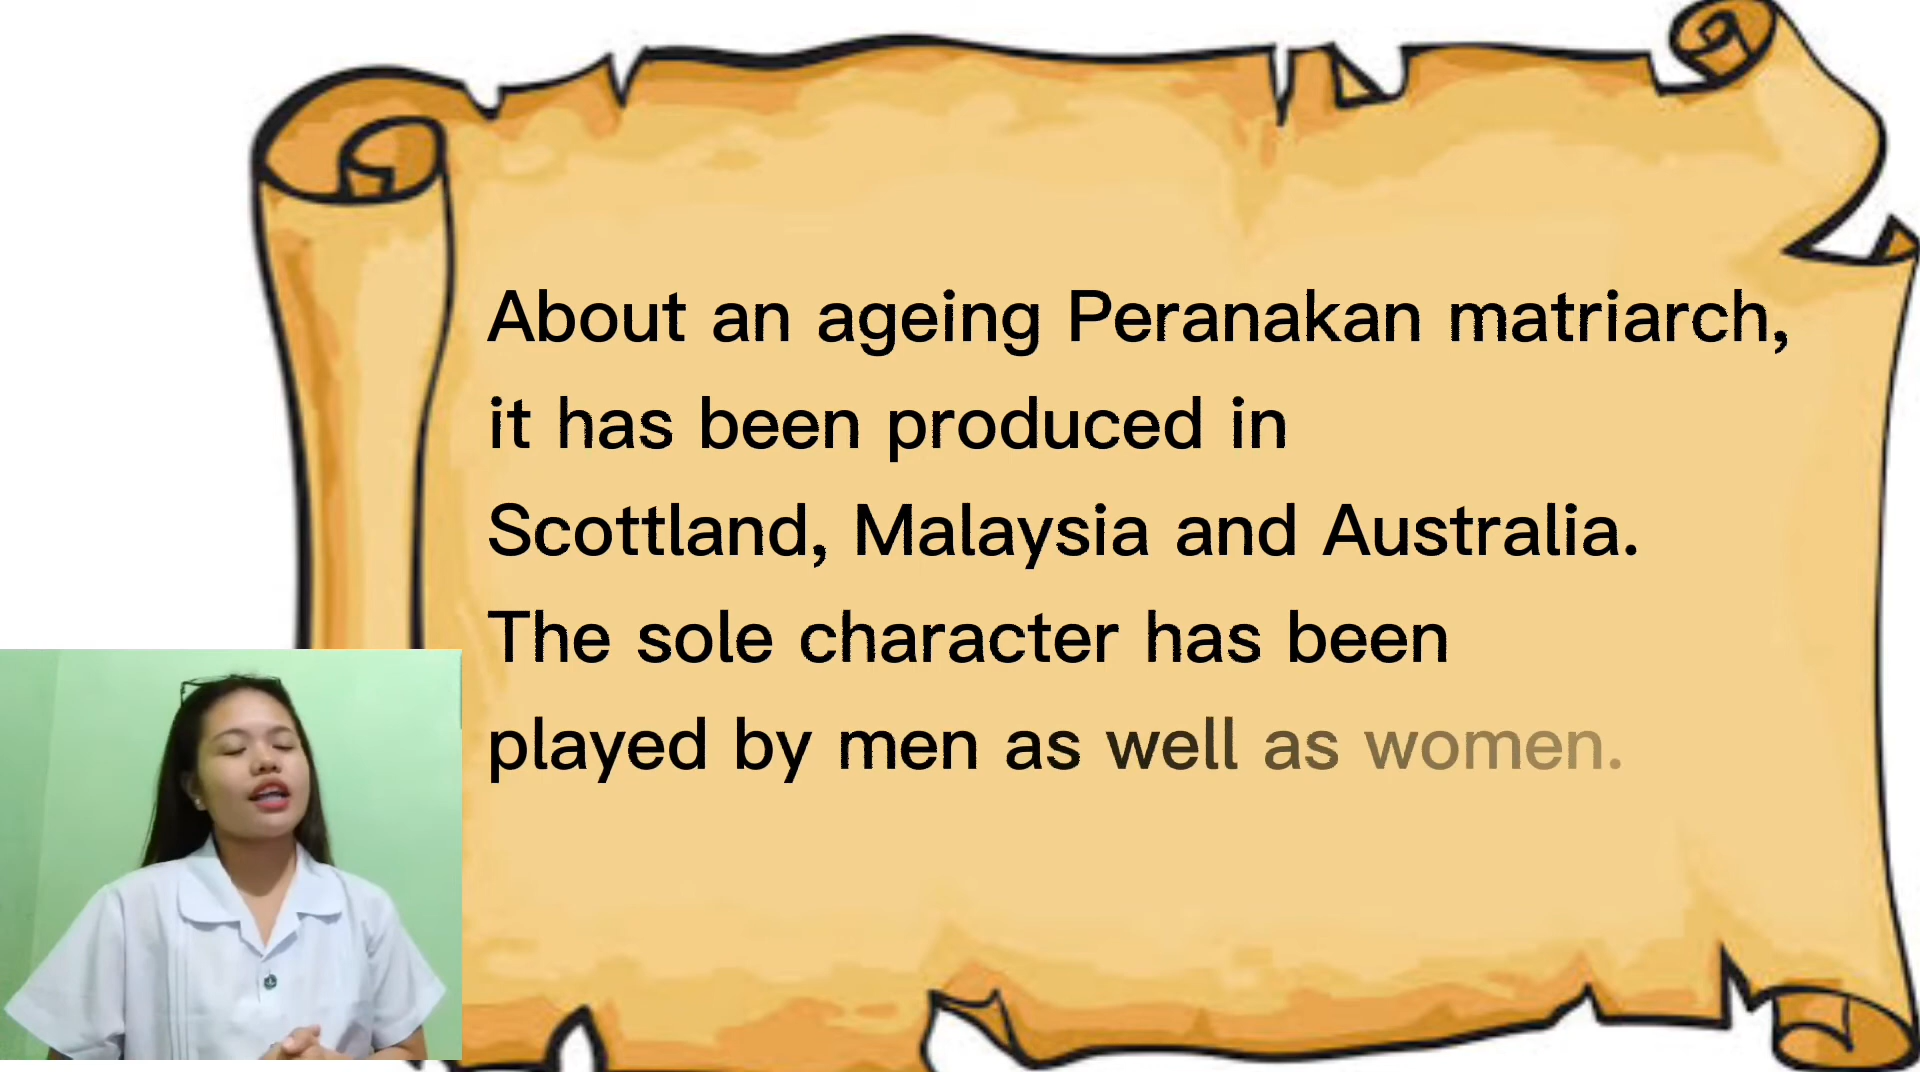 About an ageing Peranakan matriarch,
it has been produced in
Scottland, Malaysia and Australia.
The sole character has been
played by men as well as women.